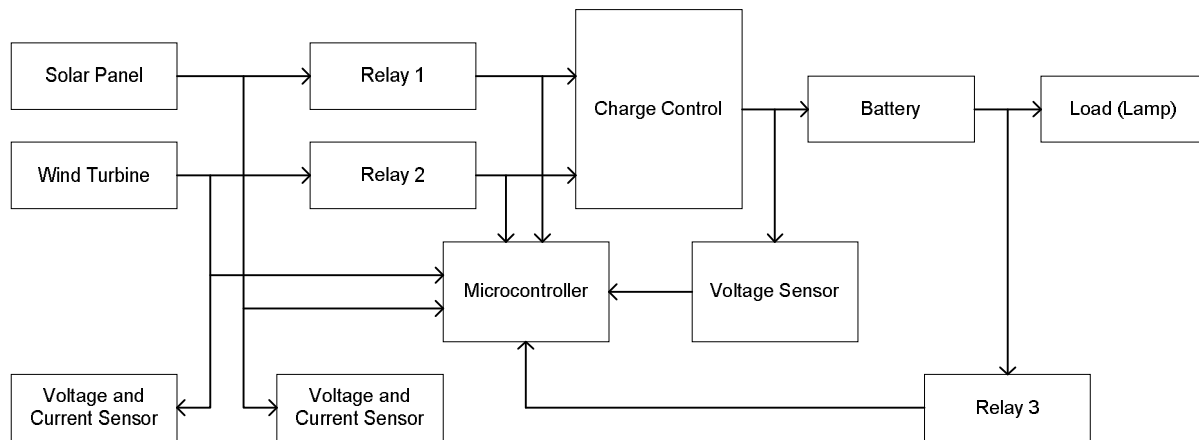 Solar Panel
Relay 1
Charge Control
Battery
Load (Lamp)
Wind Turbine
Relay 2
Microcontroller
Voltage Sensor
Voltage and
Current Sensor
Voltage and
Current Sensor
Relay 3